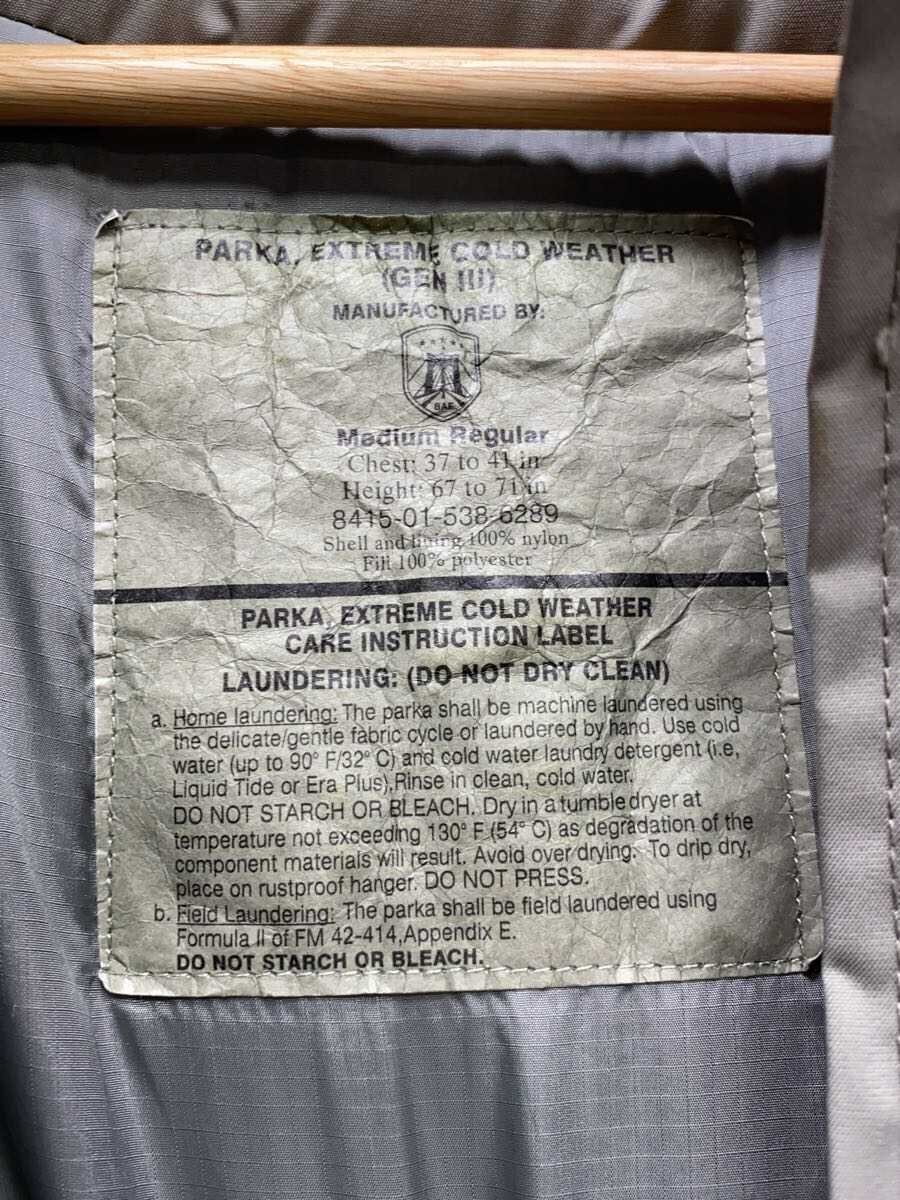 PARKA, EXTREME COLD WEATHER
(GEN III)
MANUFACTURED BY:
BAE
Medium Regular
Chest: 37 to 41 in
Height: 67 to 71 in
8415-01-538-6289
Shell and lining 100% nylon
Fill 100% polyester
PARKA, EXTREME COLD WEATHER
CARE INSTRUCTION LABEL
LAUNDERING: (DO NOT DRY CLEAN)
a. Home laundering: The parka shall be machine laundered using
the delicate/gentle fabric cycle or laundered by hand. Use cold
water (up to 90° F/32° C) and cold water laundry detergent (i.e,
Liquid Tide or Era Plus),Rinse in clean, cold water.
DO NOT STARCH OR BLEACH. Dry in a tumble dryer at
temperature not exceeding 130° F (54° C) as degradation of the
component materials will result. Avoid over drying. To drip dry,
place on rustproof hanger. DO NOT PRESS.
b. Field Laundering: The parka shall be field laundered using
Formula II of FM 42-414,Appendix E.
DO NOT STARCH OR BLEACH.